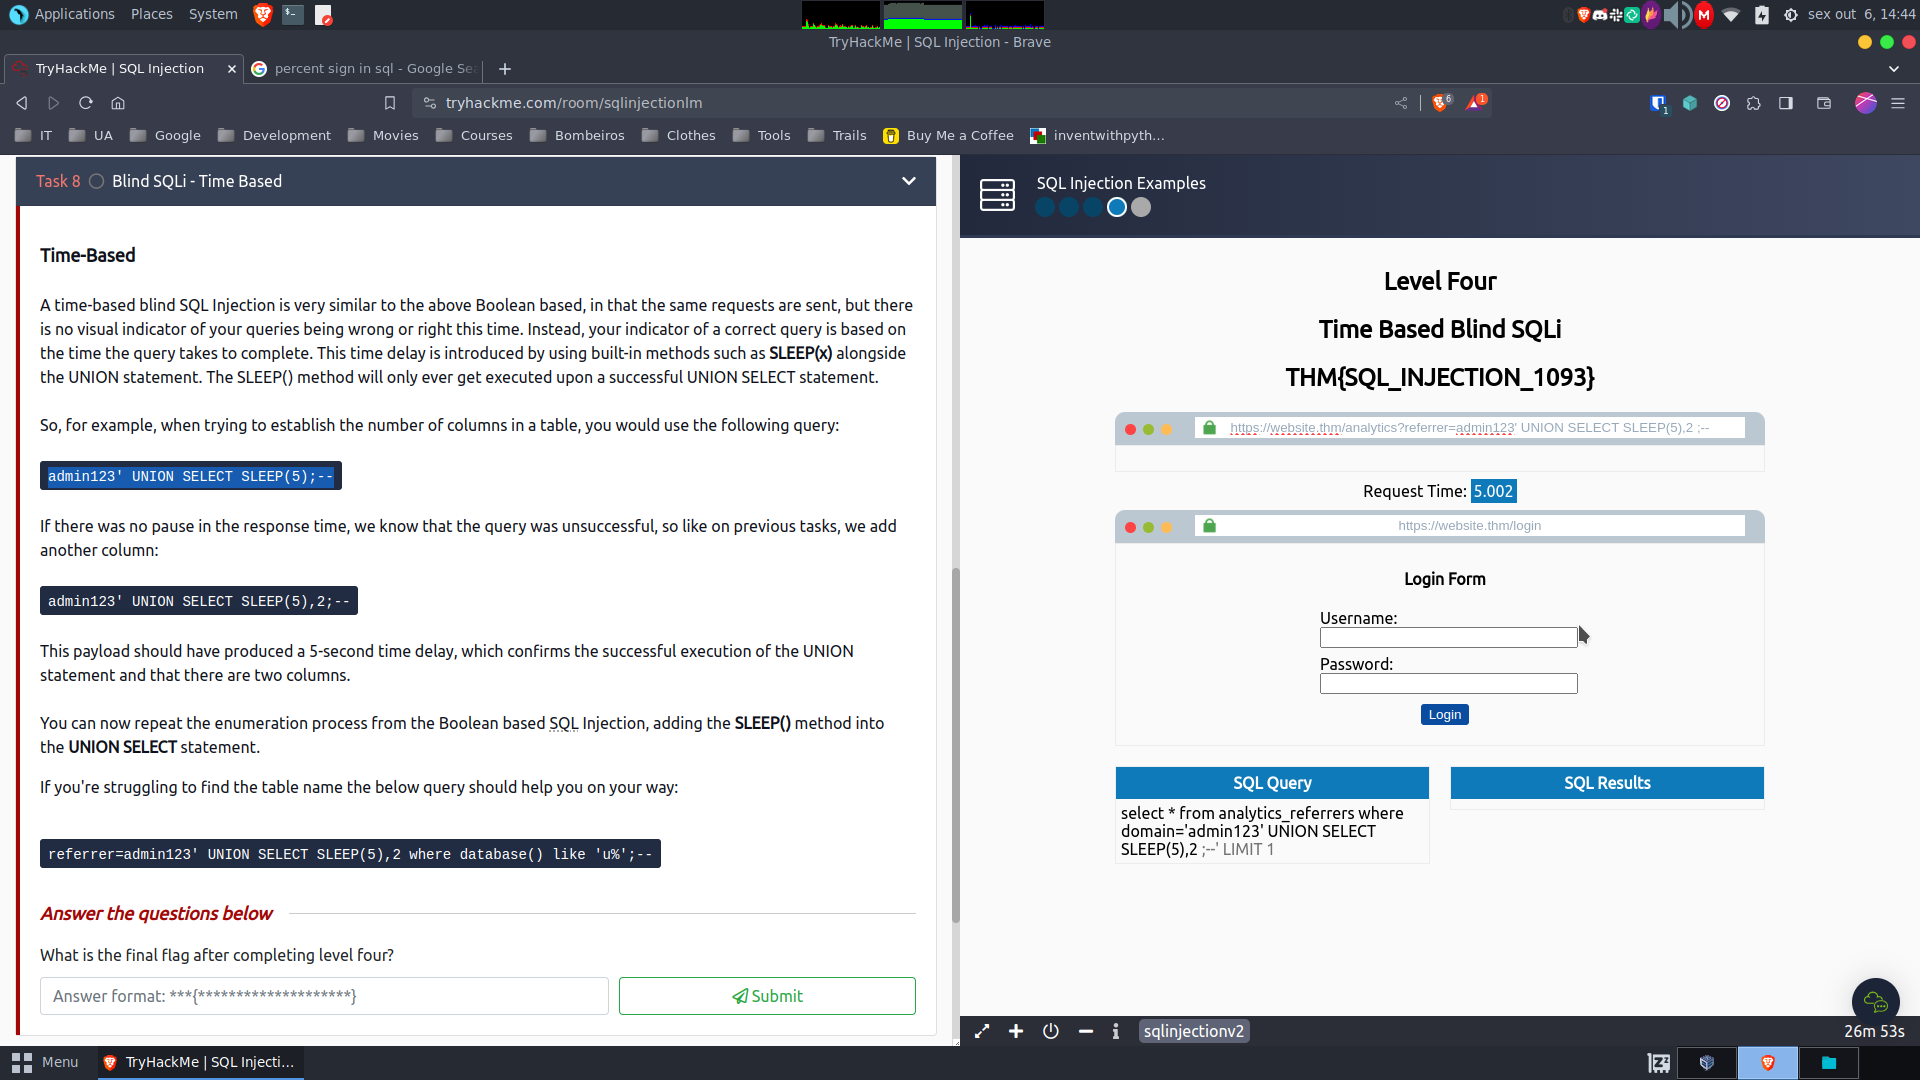 Applications Places System
sex out 6, 14:44
TryHackMe | SQL Injection - Brave
TryHackMe | SQL Injection
percent sign in sql - Google Se
tryhackme.com/room/sqlinjectionlm
6
1
1
IT UA Google Development Movies Courses Bombeiros Clothes Tools Trails Buy Me a Coffee inventwithpyth...
Task 8 Blind SQLi - Time Based
Time-Based
A time-based blind SQL Injection is very similar to the above Boolean based, in that the same requests are sent, but there
is no visual indicator of your queries being wrong or right this time. Instead, your indicator of a correct query is based on
the time the query takes to complete. This time delay is introduced by using built-in methods such as SLEEP(x) alongside
the UNION statement. The SLEEP() method will only ever get executed upon a successful UNION SELECT statement.
So, for example, when trying to establish the number of columns in a table, you would use the following query:
admin123' UNION SELECT SLEEP(5);--
If there was no pause in the response time, we know that the query was unsuccessful, so like on previous tasks, we add
another column:
admin123' UNION SELECT SLEEP(5),2;--
This payload should have produced a 5-second time delay, which confirms the successful execution of the UNION
statement and that there are two columns.
You can now repeat the enumeration process from the Boolean based SQL Injection, adding the SLEEP() method into
the UNION SELECT statement.
If you're struggling to find the table name the below query should help you on your way:
referrer=admin123' UNION SELECT SLEEP(5),2 where database() like 'u%';--
Answer the questions below
What is the final flag after completing level four?
Answer format: ***{********************}
Submit
SQL Injection Examples
Level Four
Time Based Blind SQLi
THM{SQL_INJECTION_1093}
https://website.thm/analytics?referrer=admin123' UNION SELECT SLEEP(5),2 ;--
Request Time: 5.002
https://website.thm/login
Login Form
Username:
Password:
Login
SQL Query
select * from analytics_referrers where
domain='admin123' UNION SELECT
SLEEP(5),2 ;--' LIMIT 1
SQL Results
sqlinjectionv2
26m 53s
Menu
TryHackMe | SQL Injecti...